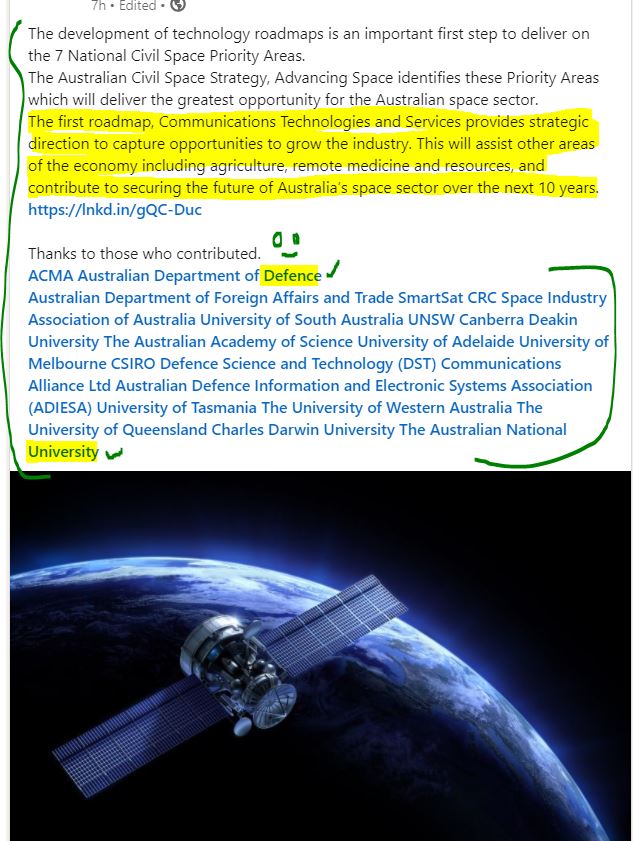 7h • Edited •
The development of technology roadmaps is an important first step to deliver on
the 7 National Civil Space Priority Areas.
The Australian Civil Space Strategy, Advancing Space identifies these Priority Areas
which will deliver the greatest opportunity for the Australian space sector.
The first roadmap, Communications Technologies and Services provides strategic
direction to capture opportunities to grow the industry. This will assist other areas
of the economy including agriculture, remote medicine and resources, and
contribute to securing the future of Australia's space sector over the next 10 years.
https://lnkd.in/gQC-Duc
Thanks to those who contributed.
ACMA Australian Department of Defence
Australian Department of Foreign Affairs and Trade SmartSat CRC Space Industry
Association of Australia University of South Australia UNSW Canberra Deakin
University The Australian Academy of Science University of Adelaide University of
Melbourne CSIRO Defence Science and Technology (DST) Communications
Alliance Ltd Australian Defence Information and Electronic Systems Association
(ADIESA) University of Tasmania The University of Western Australia The
University of Queensland Charles Darwin University The Australian National
University